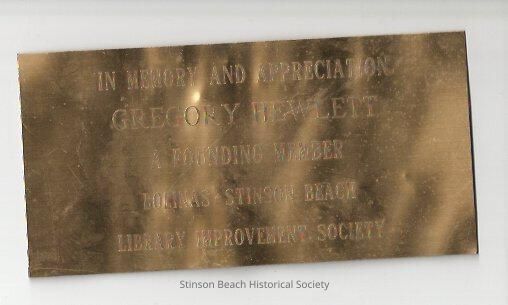 IN MEMORY AND APPRECIATION
GREGORY HEWLETT
A FOUNDING MEMBER
BOLINAS-STINSON BEACH
LIBRARY IMPROVEMENT SOCIETY
Stinson Beach Historical Society